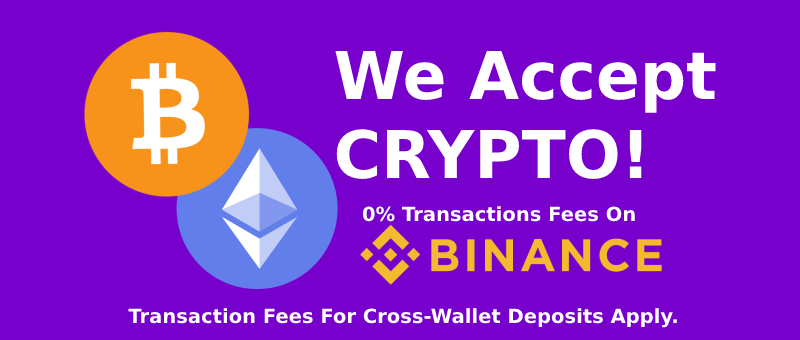 We Accept
CRYPTO!
0% Transactions Fees On
BINANCE
Transaction Fees For Cross-Wallet Deposits Apply.